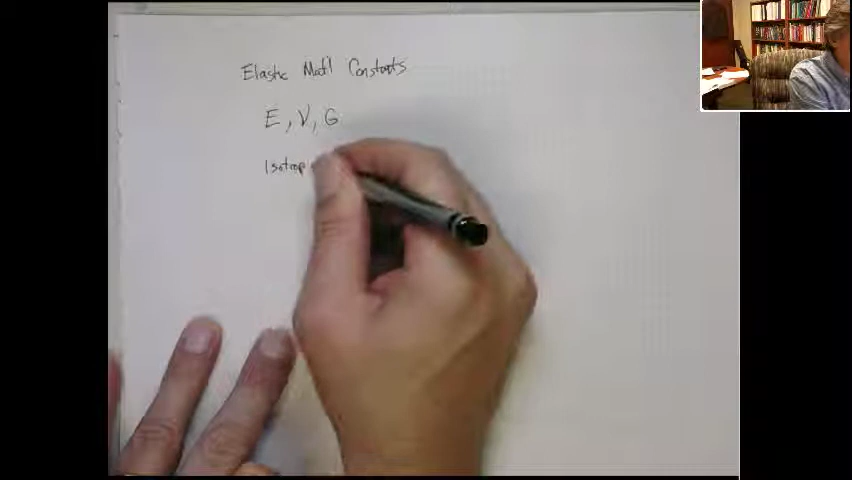 Elastic Mat'l Constants
E, V, G
Isotrop